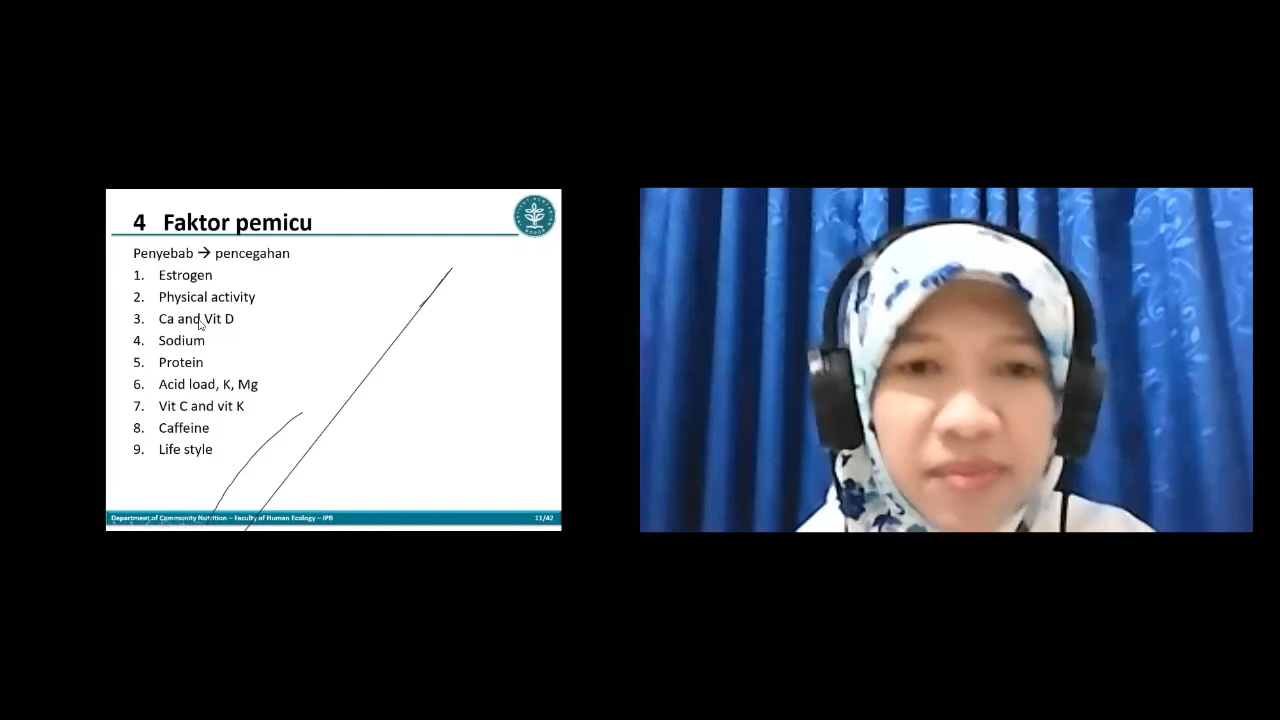 4 Faktor pemicu
Penyebab → pencegahan
1. Estrogen
2. Physical activity
3. Ca and Vit D
4. Sodium
5. Protein
6. Acid load, K, Mg
7. Vit C and vit K
8. Caffeine
9. Life style
Department of Community Nutrition – Faculty of Human Ecology – IPB
11/42